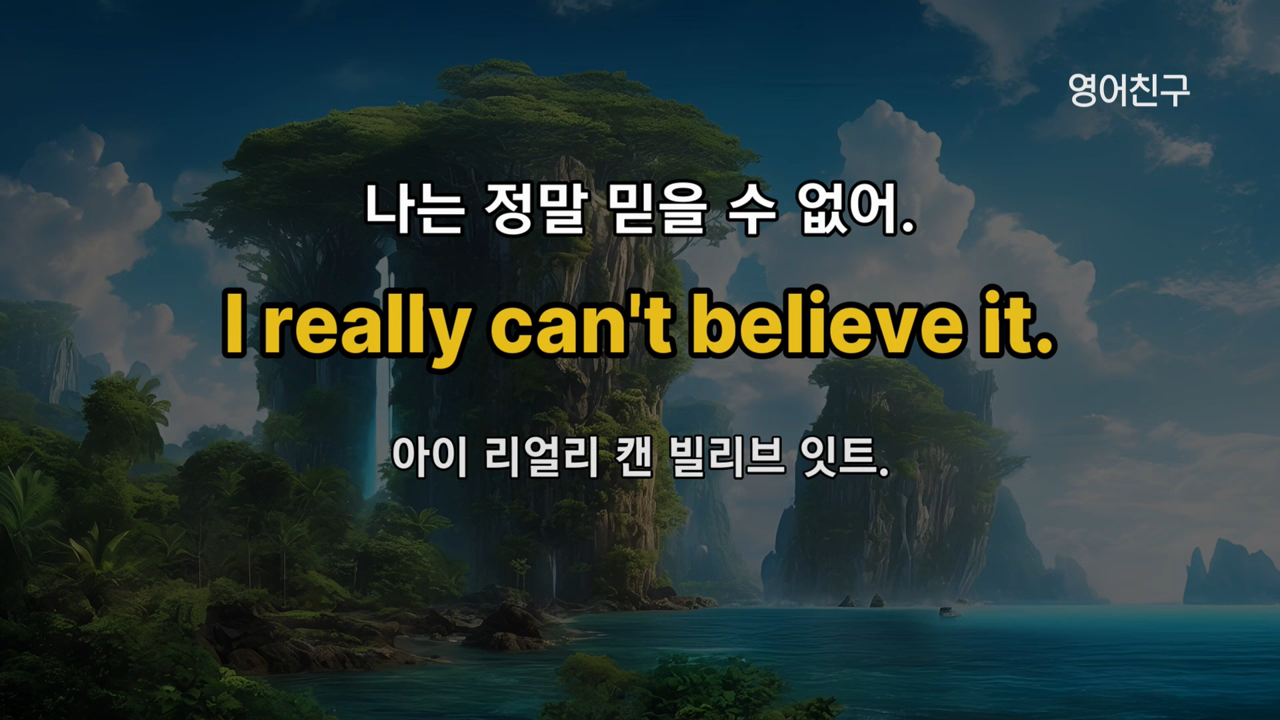 영어친구
나는 정말 믿을 수 없어.
I really can't believe it.
아이 리얼리 캔 빌리브 잇트.